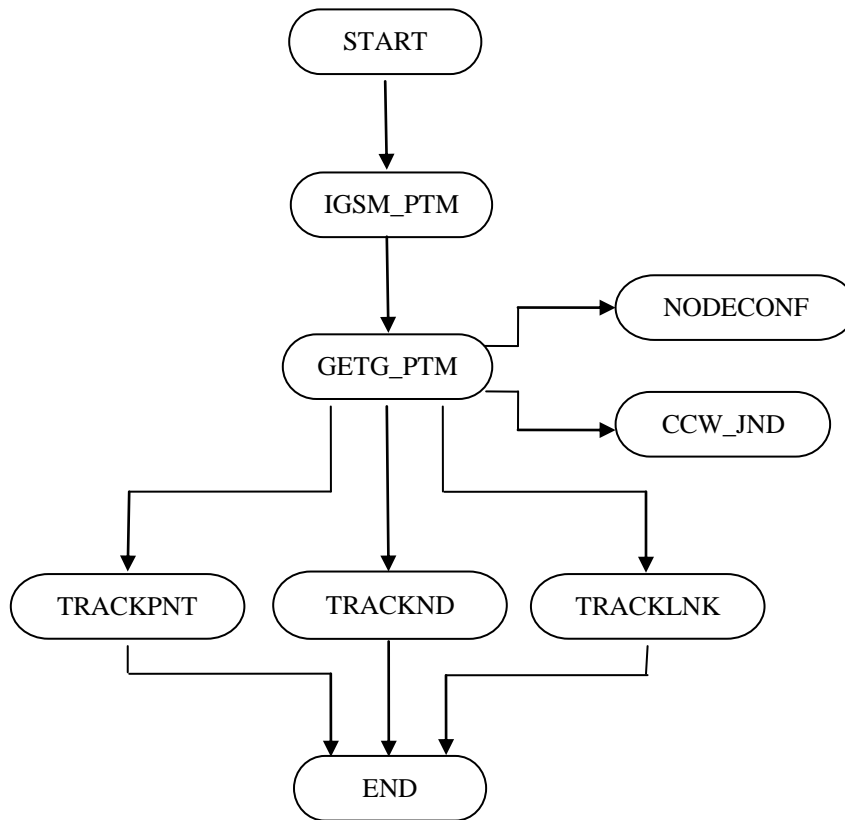 START
IGSM_PTM
NODECONF
GETG_PTM
CCW_JND
TRACKPNT
TRACKND
TRACKLNK
END